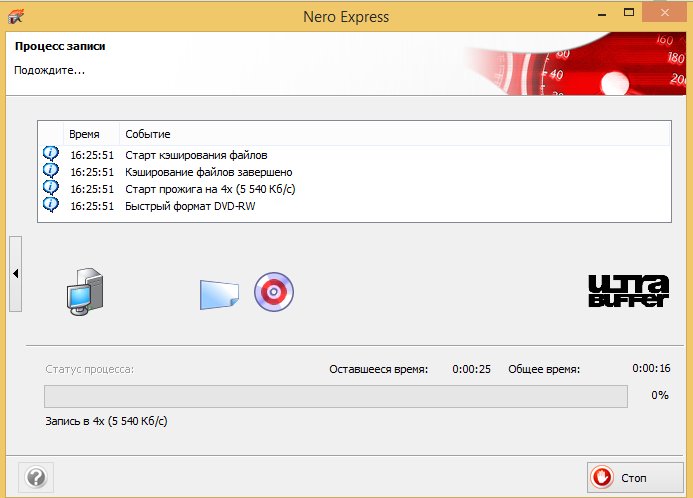 Nero Express
Процесс записи
Подождите...
160
180
200
60
40
20
Время Событие
16:25:51 Старт кэширования файлов
16:25:51 Кэширование файлов завершено
16:25:51 Старт прожига на 4x (5 540 Кб/с)
16:25:51 Быстрый формат DVD-RW
ULTRA
BUFFER
Статус процесса: Оставшееся время: 0:00:25 Общее время: 0:00:16
0%
Запись в 4x (5 540 Кб/с)
? Стоп